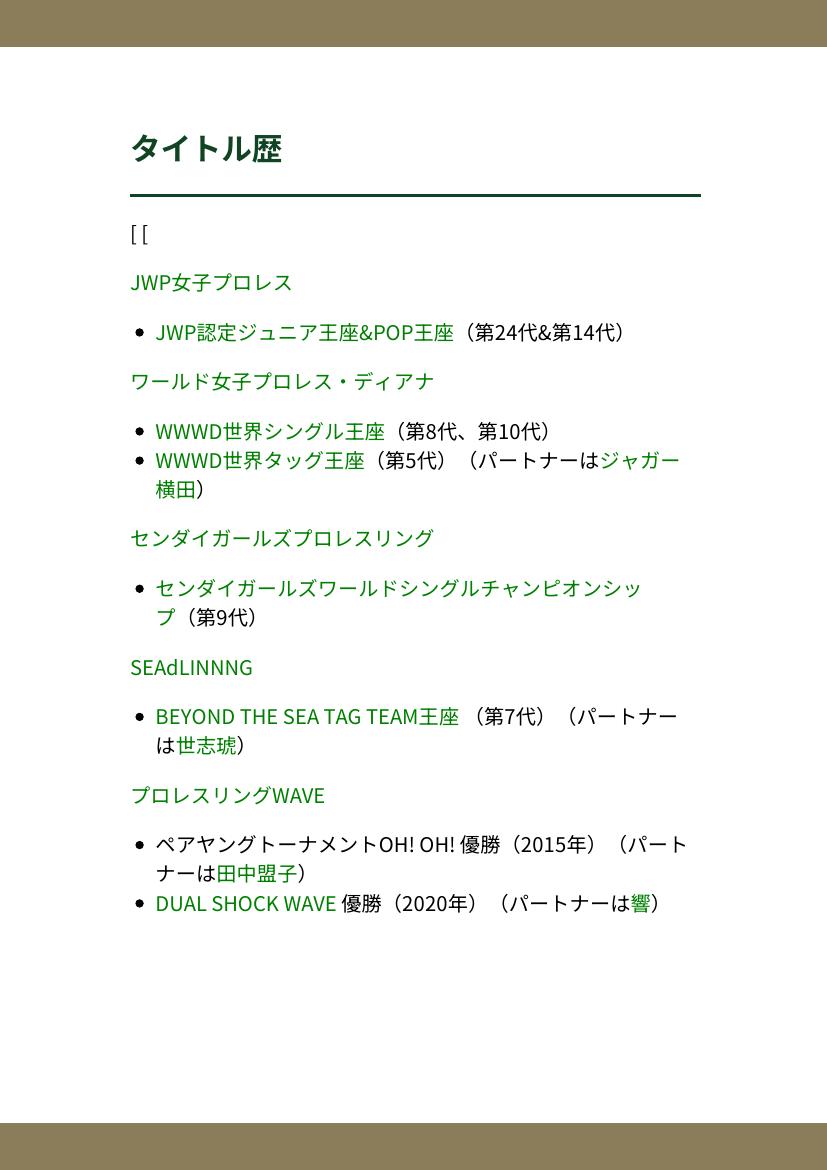 タイトル歴
[ [
JWP女子プロレス
JWP認定ジュニア王座&POP王座（第24代&第14代）
ワールド女子プロレス・ディアナ
WWWD世界シングル王座（第8代、第10代）
WWWD世界タッグ王座（第5代）（パートナーはジャガー
横田）
センダイガールズプロレスリング
センダイガールズワールドシングルチャンピオンシッ
プ（第9代）
SEAdLINNNG
BEYOND THE SEA TAG TEAM王座 （第7代）（パートナー
は世志琥）
プロレスリングWAVE
ペアヤングトーナメントOH! OH! 優勝（2015年）（パート
ナーは田中盟子）
DUAL SHOCK WAVE 優勝（2020年）（パートナーは響）